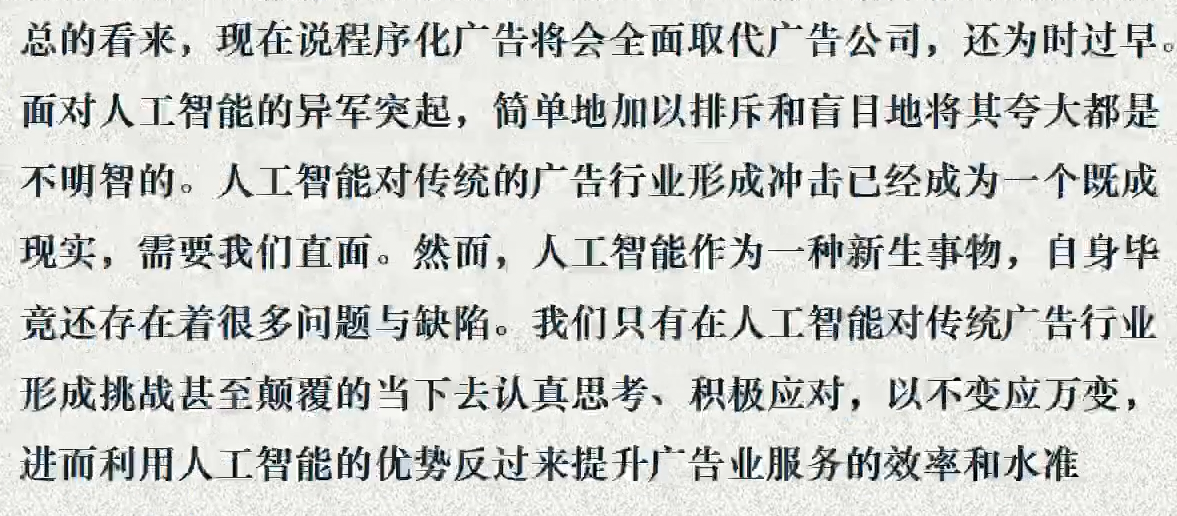 总的看来，现在说程序化广告将会全面取代广告公司，还为时过早。
面对人工智能的异军突起，简单地加以排斥和盲目地将其夸大都是
不明智的。人工智能对传统的广告行业形成冲击已经成为一个既成
现实，需要我们直面。然而，人工智能作为一种新生事物，自身毕
竟还存在着很多问题与缺陷。我们只有在人工智能对传统广告行业
形成挑战甚至颠覆的当下去认真思考、积极应对，以不变应万变，
进而利用人工智能的优势反过来提升广告业服务的效率和水准